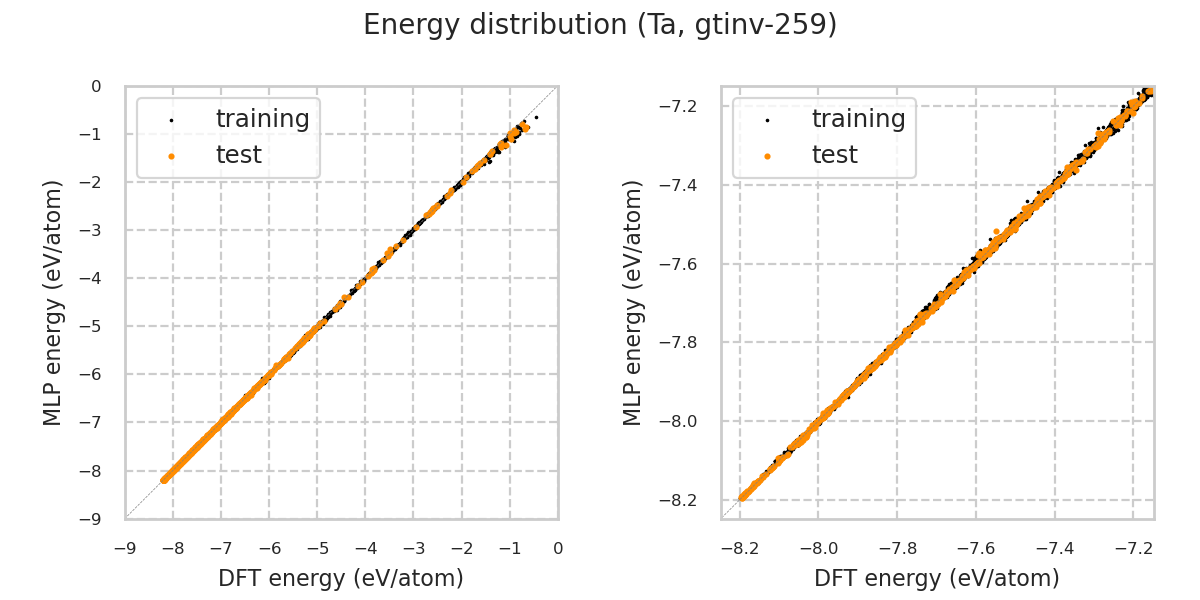 Energy distribution (Ta, gtinv-259)
0
−1
−2
−3
−4
−5
−6
−7
−8
−9
MLP energy (eV/atom)
training
test
−9 −8 −7 −6 −5 −4 −3 −2 −1 0
DFT energy (eV/atom)
−7.2
−7.4
−7.6
−7.8
−8.0
−8.2
MLP energy (eV/atom)
training
test
−8.2 −8.0 −7.8 −7.6 −7.4 −7.2
DFT energy (eV/atom)